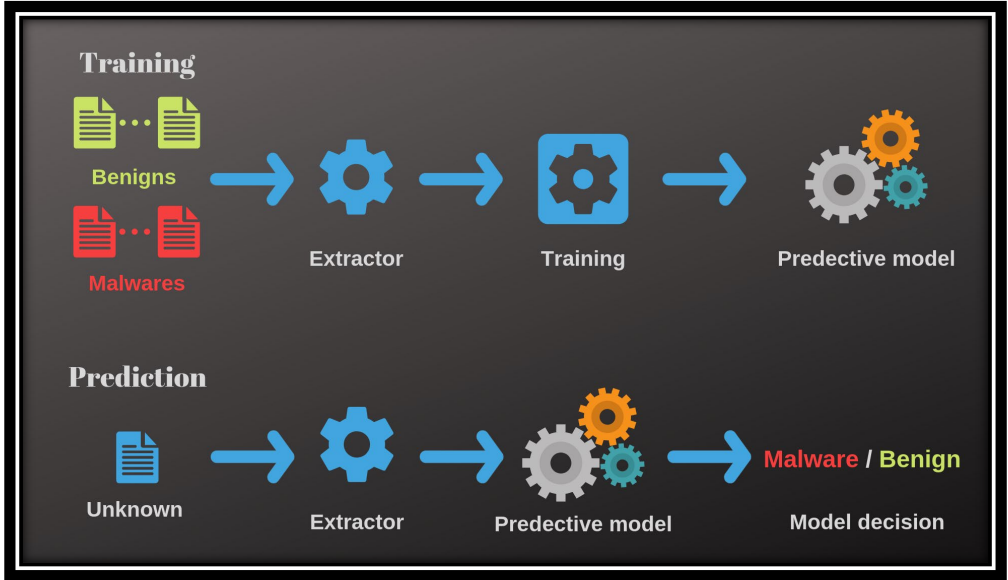 Training
Benigns
Malwares
Extractor
Training
Predective model
Prediction
Unknown
Extractor
Predective model
Malware / Benign
Model decision